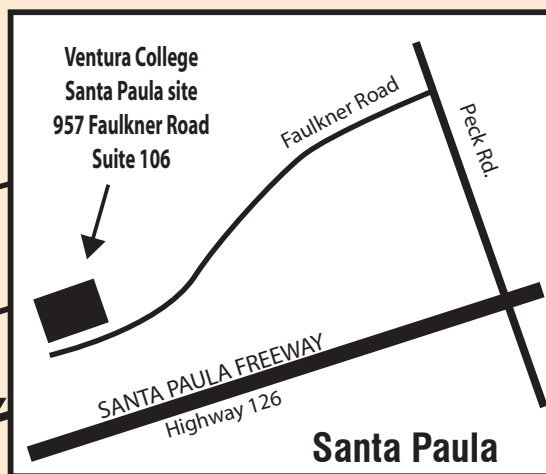 Ventura College
Santa Paula site
957 Faulkner Road
Suite 106
Faulkner Road
Peck Rd.
SANTA PAULA FREEWAY
Highway 126
Santa Paula